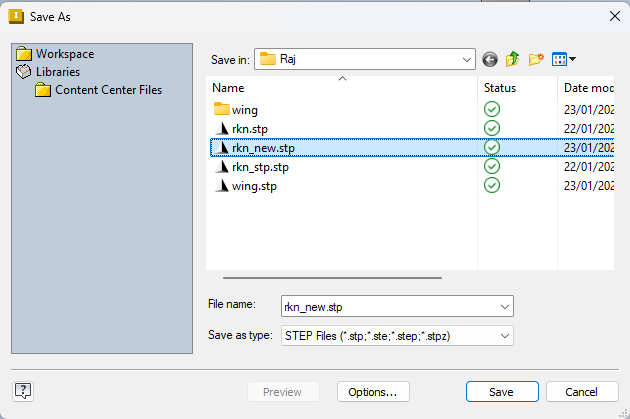 I Save As
Workspace
Libraries
Content Center Files
Save in: Raj
Name Status Date mod
wing 23/01/202
rkn.stp 22/01/202
rkn_new.stp 23/01/202
rkn_stp.stp 22/01/202
wing.stp 23/01/202
File name: rkn_new.stp
Save as type: STEP Files (*.stp;*.ste;*.step;*.stpz)
? Preview Options... Save Cancel